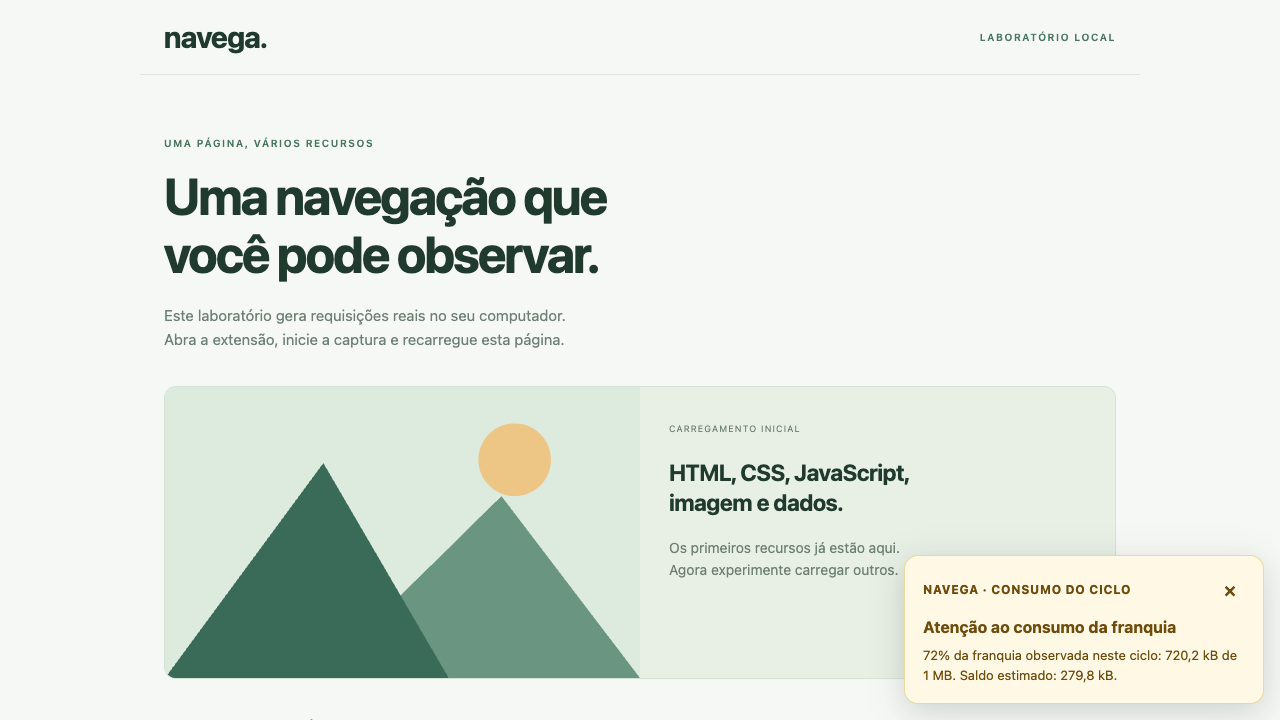 navega.
LABORATÓRIO LOCAL
UMA PÁGINA, VÁRIOS RECURSOS
Uma navegação que
você pode observar.
Este laboratório gera requisições reais no seu computador.
Abra a extensão, inicie a captura e recarregue esta página.
CARREGAMENTO INICIAL
HTML, CSS, JavaScript,
imagem e dados.
Os primeiros recursos já estão aqui.
Agora experimente carregar outros.
NAVEGA · CONSUMO DO CICLO ×
Atenção ao consumo da franquia
72% da franquia observada neste ciclo: 720,2 kB de
1 MB. Saldo estimado: 279,8 kB.